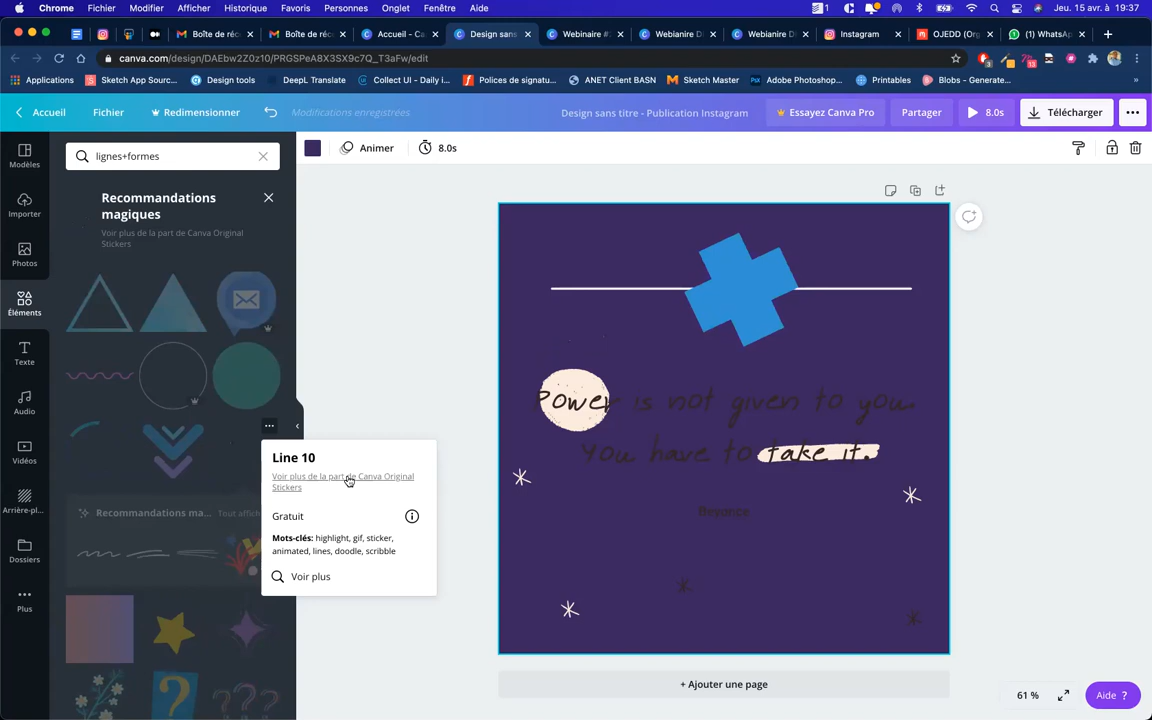 Chrome Fichier Modifier Afficher Historique Favoris Personnes Onglet Fenêtre Aide
1
Jeu. 15 avr. à 19:37
Boîte de réc
Boîte de réc
Accueil – Ca
Design sans
Webinaire #
Webinaire Di
Webinaire Di
Instagram
OJEDD (Org
(1) WhatsAp
canva.com/design/DAEbw2Z0z10/PRGSPeA8X3SX9c7Q_T3aFw/edit
Applications
Sketch App Sourc...
Design tools
DeepL Translate
Collect UI - Daily i...
Polices de signatu...
ANET Client BASN
Sketch Master
Adobe Photoshop...
Printables
Blobs - Generate...
Accueil
Fichier
Redimensionner
Modifications enregistrées
Design sans titre - Publication Instagram
Essayez Canva Pro
Partager
8.0s
Télécharger
Modèles
Importer
Photos
Éléments
Texte
Audio
Vidéos
Arrière-pl...
Dossiers
Plus
lignes+formes
Animer
8.0s
Recommandations
magiques
Voir plus de la part de Canva Original
Stickers
Recommandations ma...
Tout affich
Line 10
Voir plus de la part de Canva Original
Stickers
Gratuit
Mots-clés: highlight, gif, sticker,
animated, lines, doodle, scribble
Voir plus
Power is not given to you.
You have to take it.
Beyonce
+ Ajouter une page
61 %
Aide ?